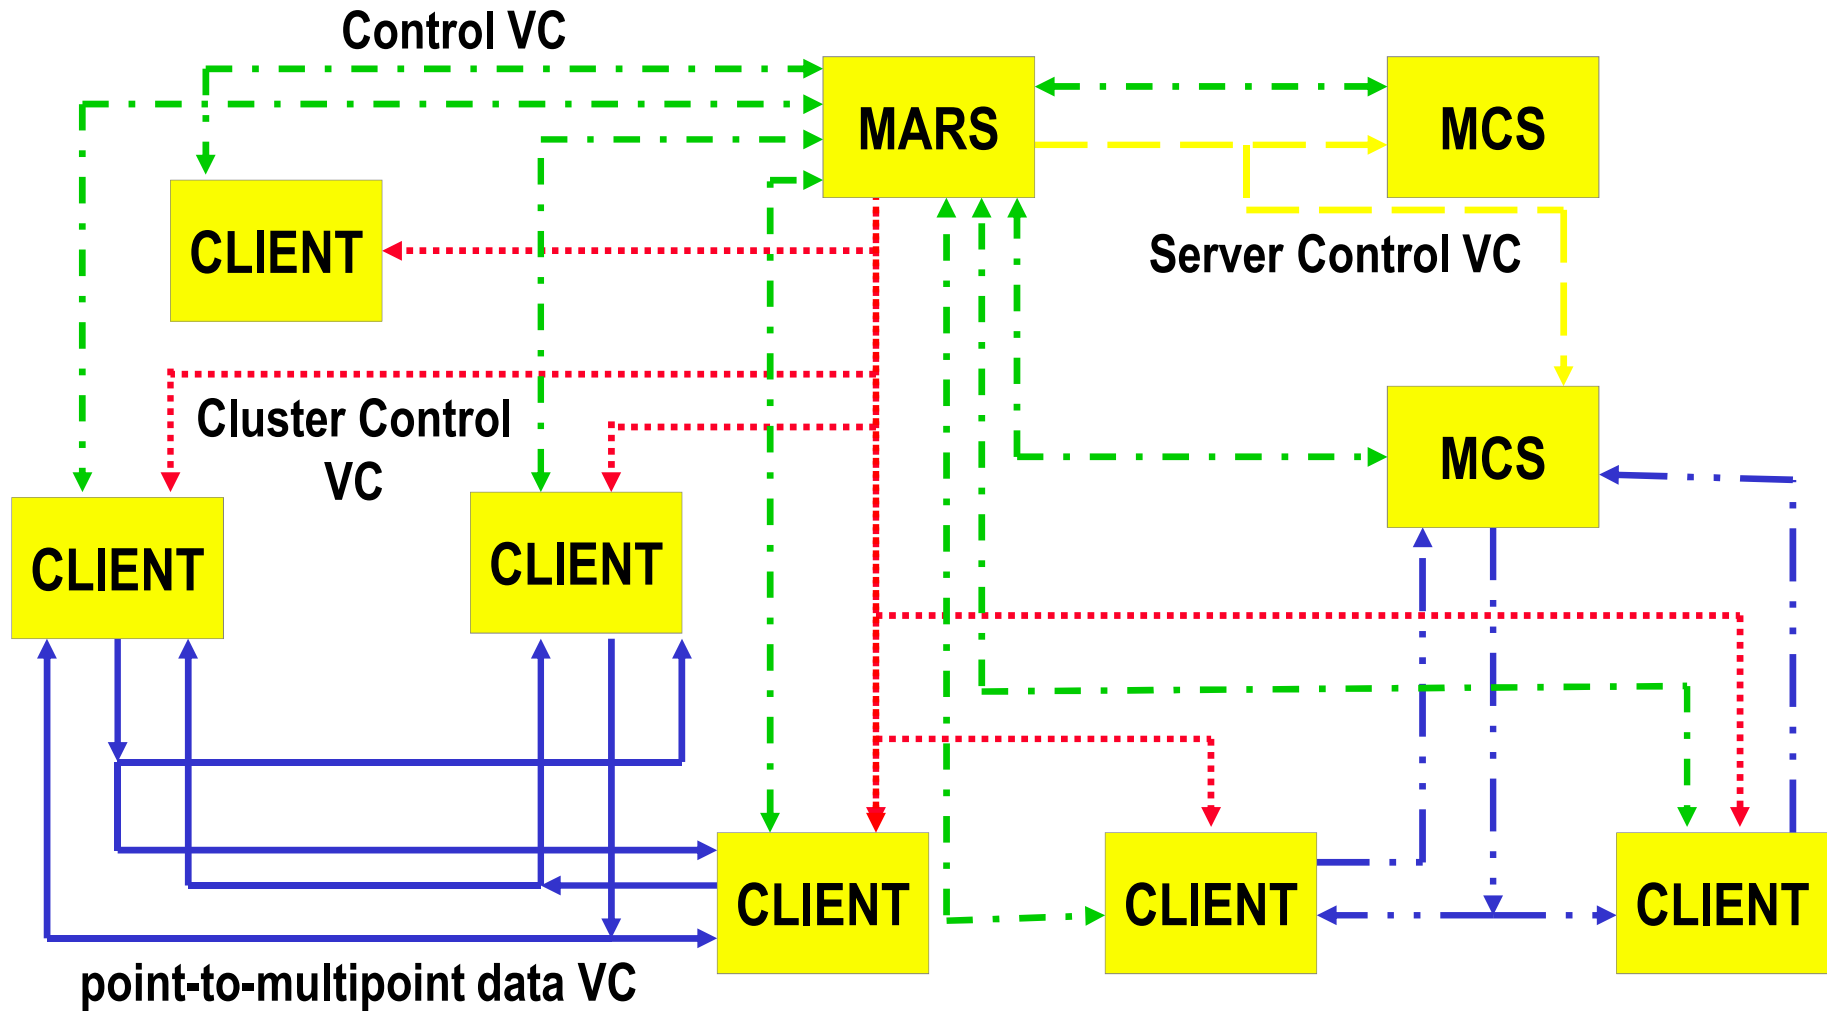 Control VC
MARS
MCS
CLIENT
Server Control VC
Cluster Control
VC
MCS
CLIENT
CLIENT
CLIENT
CLIENT
CLIENT
point-to-multipoint data VC